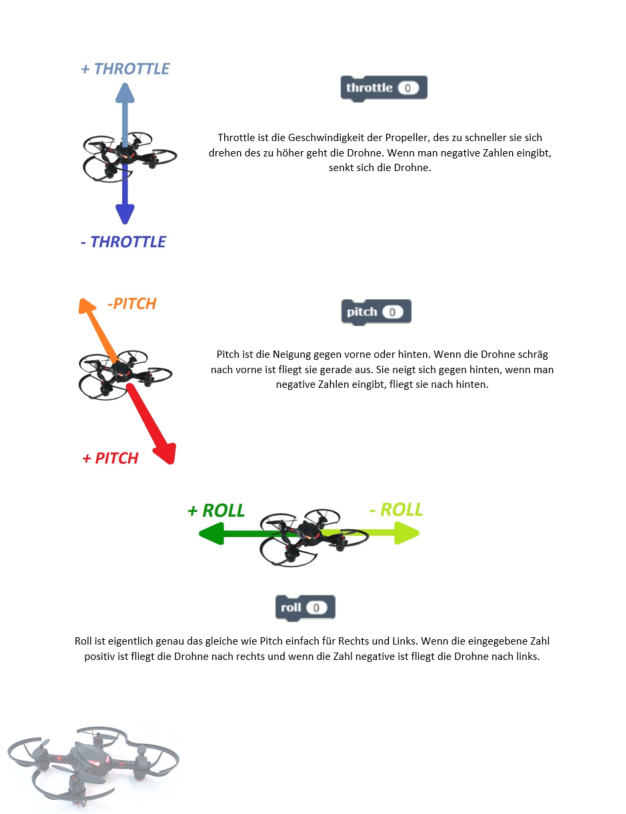 + THROTTLE
throttle 0
Throttle ist die Geschwindigkeit der Propeller, des zu schneller sie sich
drehen des zu höher geht die Drohne. Wenn man negative Zahlen eingibt,
senkt sich die Drohne.
- THROTTLE
-PITCH
pitch 0
Pitch ist die Neigung gegen vorne oder hinten. Wenn die Drohne schräg
nach vorne ist fliegt sie gerade aus. Sie neigt sich gegen hinten, wenn man
negative Zahlen eingibt, fliegt sie nach hinten.
+ PITCH
+ ROLL
- ROLL
roll 0
Roll ist eigentlich genau das gleiche wie Pitch einfach für Rechts und Links. Wenn die eingegebene Zahl
positiv ist fliegt die Drohne nach rechts und wenn die Zahl negative ist fliegt die Drohne nach links.